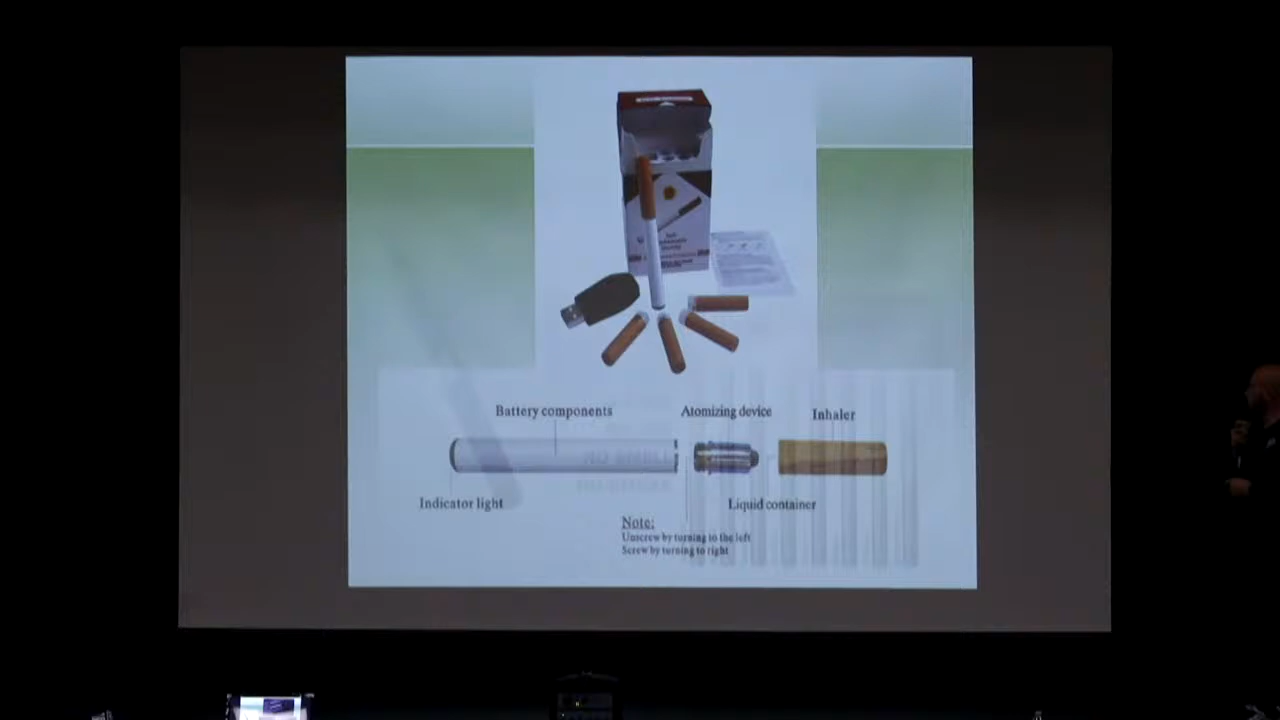 Battery components
Atomizing device
Inhaler
Indicator light
Liquid container
Note:
Unscrew by turning to the left
Screw by turning to right